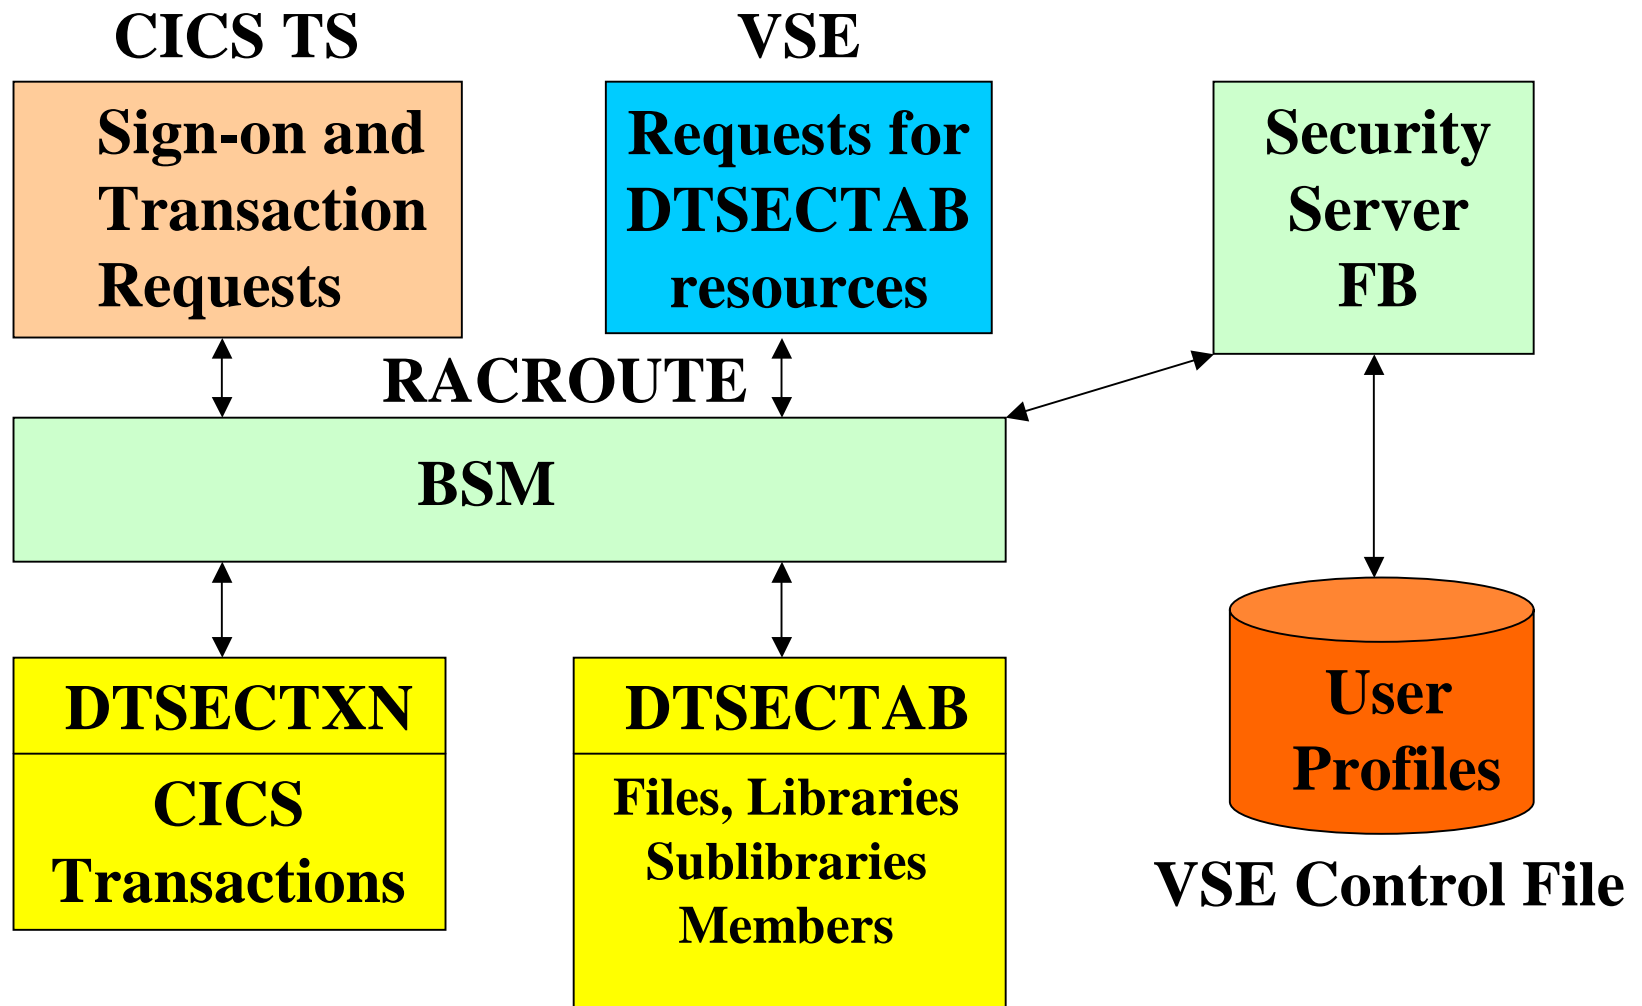 CICS TS
VSE
Sign-on and
Transaction
Requests
Requests for
DTSECTAB
resources
Security
Server
FB
RACROUTE
BSM
DTSECTXN
CICS
Transactions
DTSECTAB
Files, Libraries
Sublibraries
Members
User
Profiles
VSE Control File